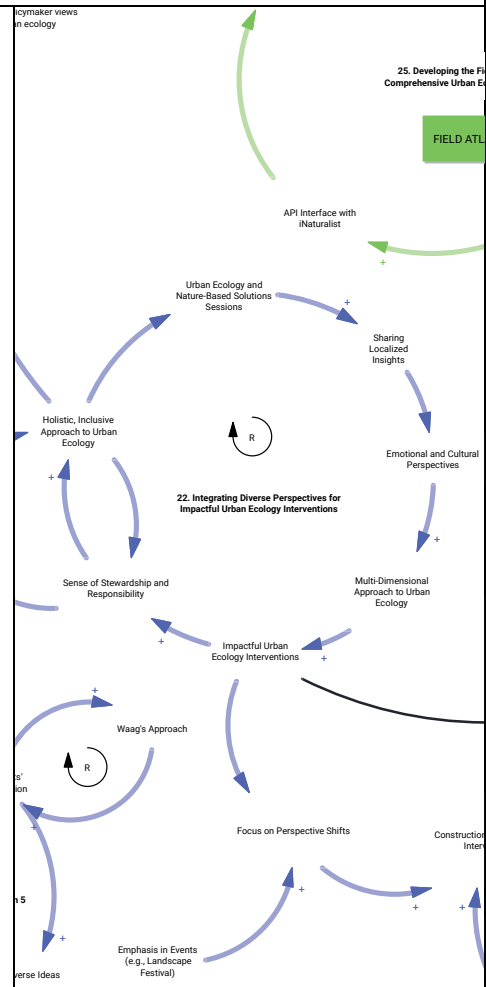 icymaker views
an ecology
25. Developing the Fi
Comprehensive Urban Ec
FIELD ATL
API Interface with
iNaturalist
+
Urban Ecology and
Nature-Based Solutions
Sessions
+
Sharing
Localized
Insights
Holistic, Inclusive
Approach to Urban
Ecology
R
Emotional and Cultural
Perspectives
+
22. Integrating Diverse Perspectives for
Impactful Urban Ecology Interventions
+
Sense of Stewardship and
Responsibility
Multi-Dimensional
Approach to Urban
Ecology
+
Impactful Urban
Ecology Interventions
+
+
Waag's Approach
R
ts'
ion
+
Focus on Perspective Shifts
Construction
Interv
+
+
+
n 5
+
Emphasis in Events
(e.g., Landscape
Festival)
verse Ideas